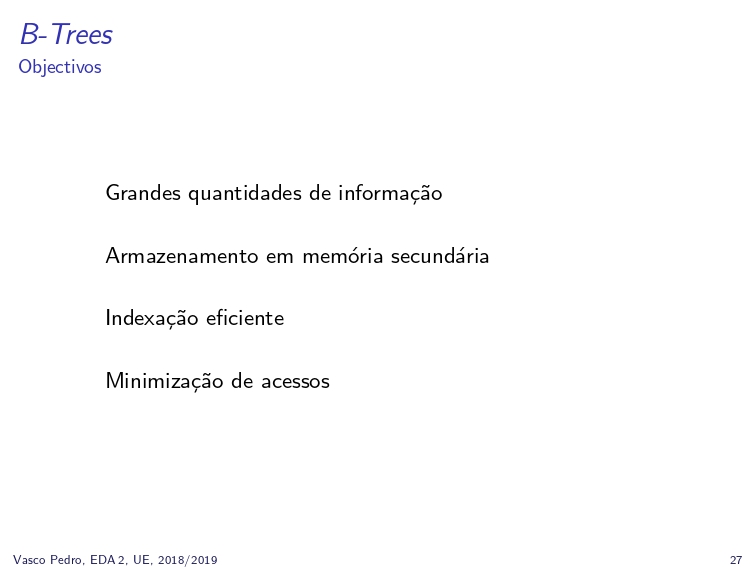 B-Trees
Objectivos
Grandes quantidades de informação
Armazenamento em memória secundária
Indexação eficiente
Minimização de acessos
Vasco Pedro, EDA 2, UE, 2018/2019
27